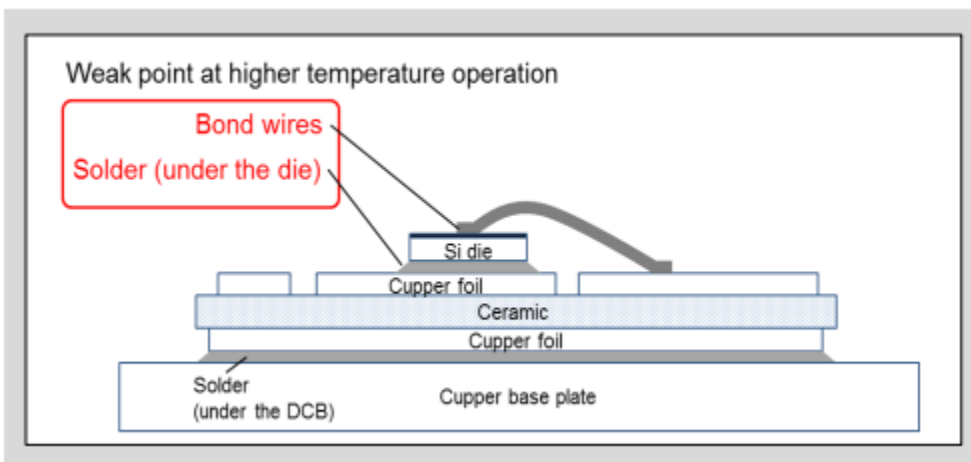 Weak point at higher temperature operation
Bond wires
Solder (under the die)
Si die
Cupper foil
Ceramic
Cupper foil
Solder
(under the DCB)
Cupper base plate